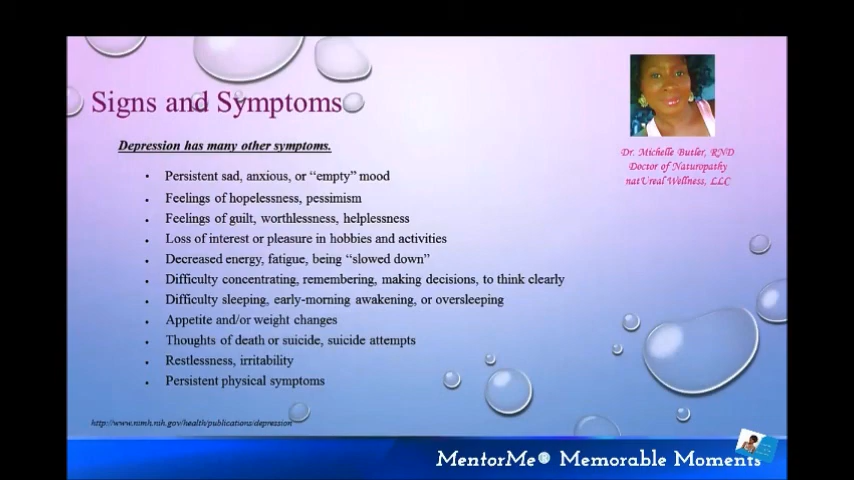 Signs and Symptoms
Dr. Michelle Butler, RND
Doctor of Naturopathy
natUreal Wellness, LLC
Depression has many other symptoms.
• Persistent sad, anxious, or “empty” mood
• Feelings of hopelessness, pessimism
• Feelings of guilt, worthlessness, helplessness
• Loss of interest or pleasure in hobbies and activities
• Decreased energy, fatigue, being “slowed down”
• Difficulty concentrating, remembering, making decisions, to think clearly
• Difficulty sleeping, early-morning awakening, or oversleeping
• Appetite and/or weight changes
• Thoughts of death or suicide, suicide attempts
• Restlessness, irritability
• Persistent physical symptoms
http://www.nimh.nih.gov/health/publications/depression
MentorMe® Memorable Moments